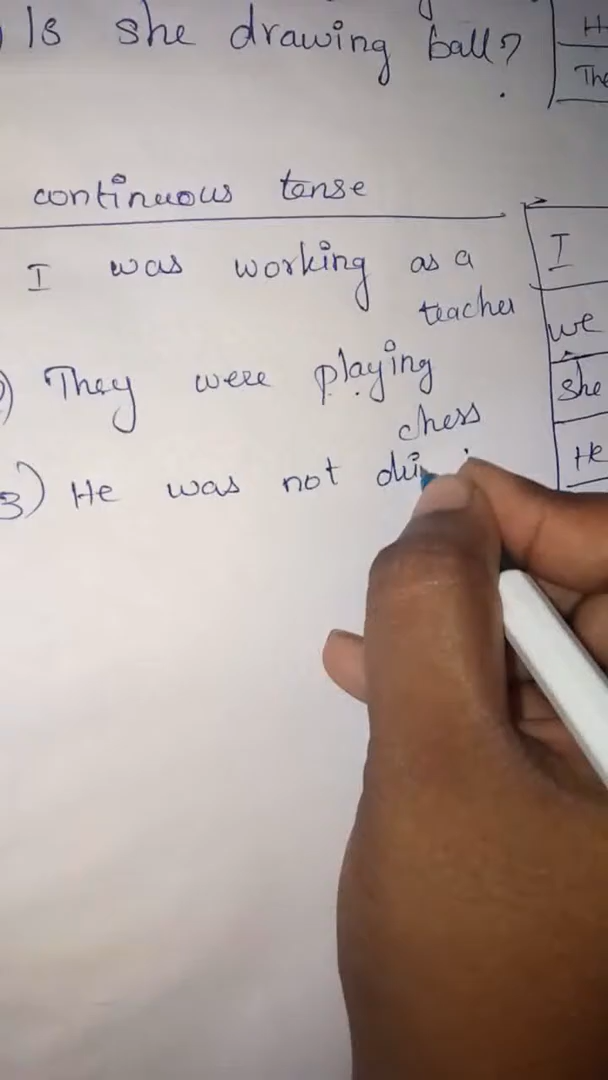 Is she drawing ball?
continuous tense
I was working as a
teacher
They were playing
chess
3) He was not
I
we
she
He